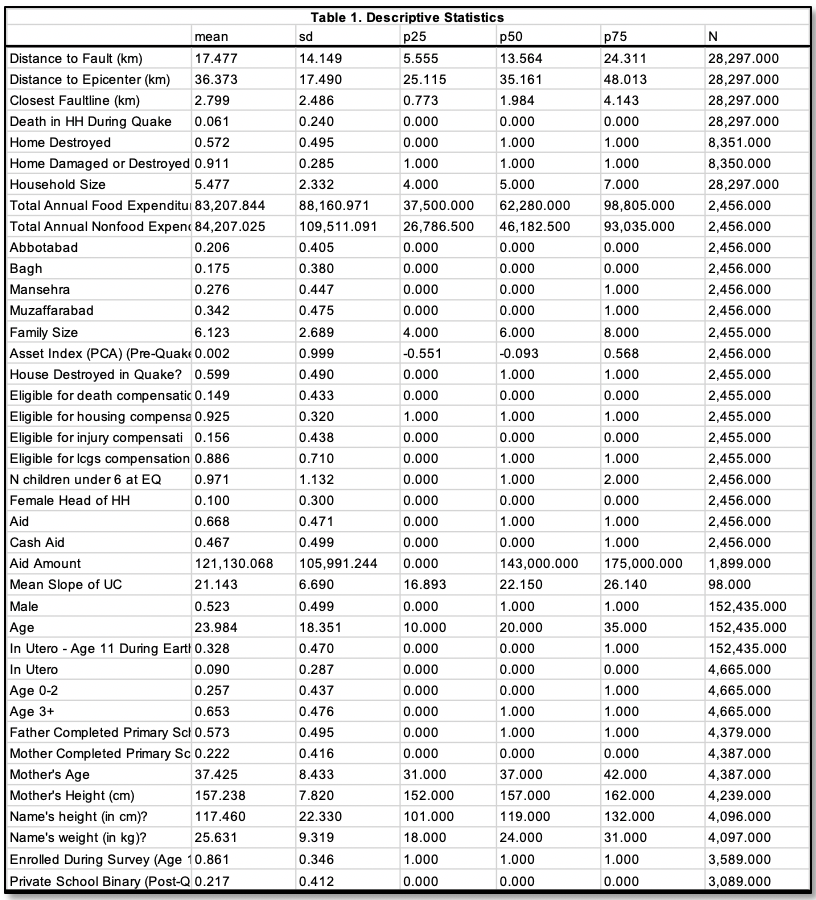 Table 1. Descriptive Statistics
mean sd p25 p50 p75 N
Distance to Fault (km) 17.477 14.149 5.555 13.564 24.311 28,297.000
Distance to Epicenter (km) 36.373 17.490 25.115 35.161 48.013 28,297.000
Closest Faultline (km) 2.799 2.486 0.773 1.984 4.143 28,297.000
Death in HH During Quake 0.061 0.240 0.000 0.000 0.000 28,297.000
Home Destroyed 0.572 0.495 0.000 1.000 1.000 8,351.000
Home Damaged or Destroyed 0.911 0.285 1.000 1.000 1.000 8,350.000
Household Size 5.477 2.332 4.000 5.000 7.000 28,297.000
Total Annual Food Expenditu 83,207.844 88,160.971 37,500.000 62,280.000 98,805.000 2,456.000
Total Annual Nonfood Expend 84,207.025 109,511.091 26,786.500 46,182.500 93,035.000 2,456.000
Abbotabad 0.206 0.405 0.000 0.000 0.000 2,456.000
Bagh 0.175 0.380 0.000 0.000 0.000 2,456.000
Mansehra 0.276 0.447 0.000 0.000 1.000 2,456.000
Muzaffarabad 0.342 0.475 0.000 0.000 1.000 2,456.000
Family Size 6.123 2.689 4.000 6.000 8.000 2,455.000
Asset Index (PCA) (Pre-Quake 0.002 0.999 -0.551 -0.093 0.568 2,456.000
House Destroyed in Quake? 0.599 0.490 0.000 1.000 1.000 2,455.000
Eligible for death compensatic 0.149 0.433 0.000 0.000 0.000 2,455.000
Eligible for housing compensa 0.925 0.320 1.000 1.000 1.000 2,455.000
Eligible for injury compensati 0.156 0.438 0.000 0.000 0.000 2,455.000
Eligible for lcgs compensation 0.886 0.710 0.000 1.000 1.000 2,455.000
N children under 6 at EQ 0.971 1.132 0.000 1.000 2.000 2,456.000
Female Head of HH 0.100 0.300 0.000 0.000 0.000 2,456.000
Aid 0.668 0.471 0.000 1.000 1.000 2,456.000
Cash Aid 0.467 0.499 0.000 0.000 1.000 2,456.000
Aid Amount 121,130.068 105,991.244 0.000 143,000.000 175,000.000 1,899.000
Mean Slope of UC 21.143 6.690 16.893 22.150 26.140 98.000
Male 0.523 0.499 0.000 1.000 1.000 152,435.000
Age 23.984 18.351 10.000 20.000 35.000 152,435.000
In Utero - Age 11 During Eart 0.328 0.470 0.000 0.000 1.000 152,435.000
In Utero 0.090 0.287 0.000 0.000 0.000 4,665.000
Age 0-2 0.257 0.437 0.000 0.000 1.000 4,665.000
Age 3+ 0.653 0.476 0.000 1.000 1.000 4,665.000
Father Completed Primary Sch 0.573 0.495 0.000 1.000 1.000 4,379.000
Mother Completed Primary Sc 0.222 0.416 0.000 0.000 0.000 4,387.000
Mother's Age 37.425 8.433 31.000 37.000 42.000 4,387.000
Mother's Height (cm) 157.238 7.820 152.000 157.000 162.000 4,239.000
Name's height (in cm)? 117.460 22.330 101.000 119.000 132.000 4,096.000
Name's weight (in kg)? 25.631 9.319 18.000 24.000 31.000 4,097.000
Enrolled During Survey (Age 1 0.861 0.346 1.000 1.000 1.000 3,589.000
Private School Binary (Post-Q 0.217 0.412 0.000 0.000 0.000 3,089.000